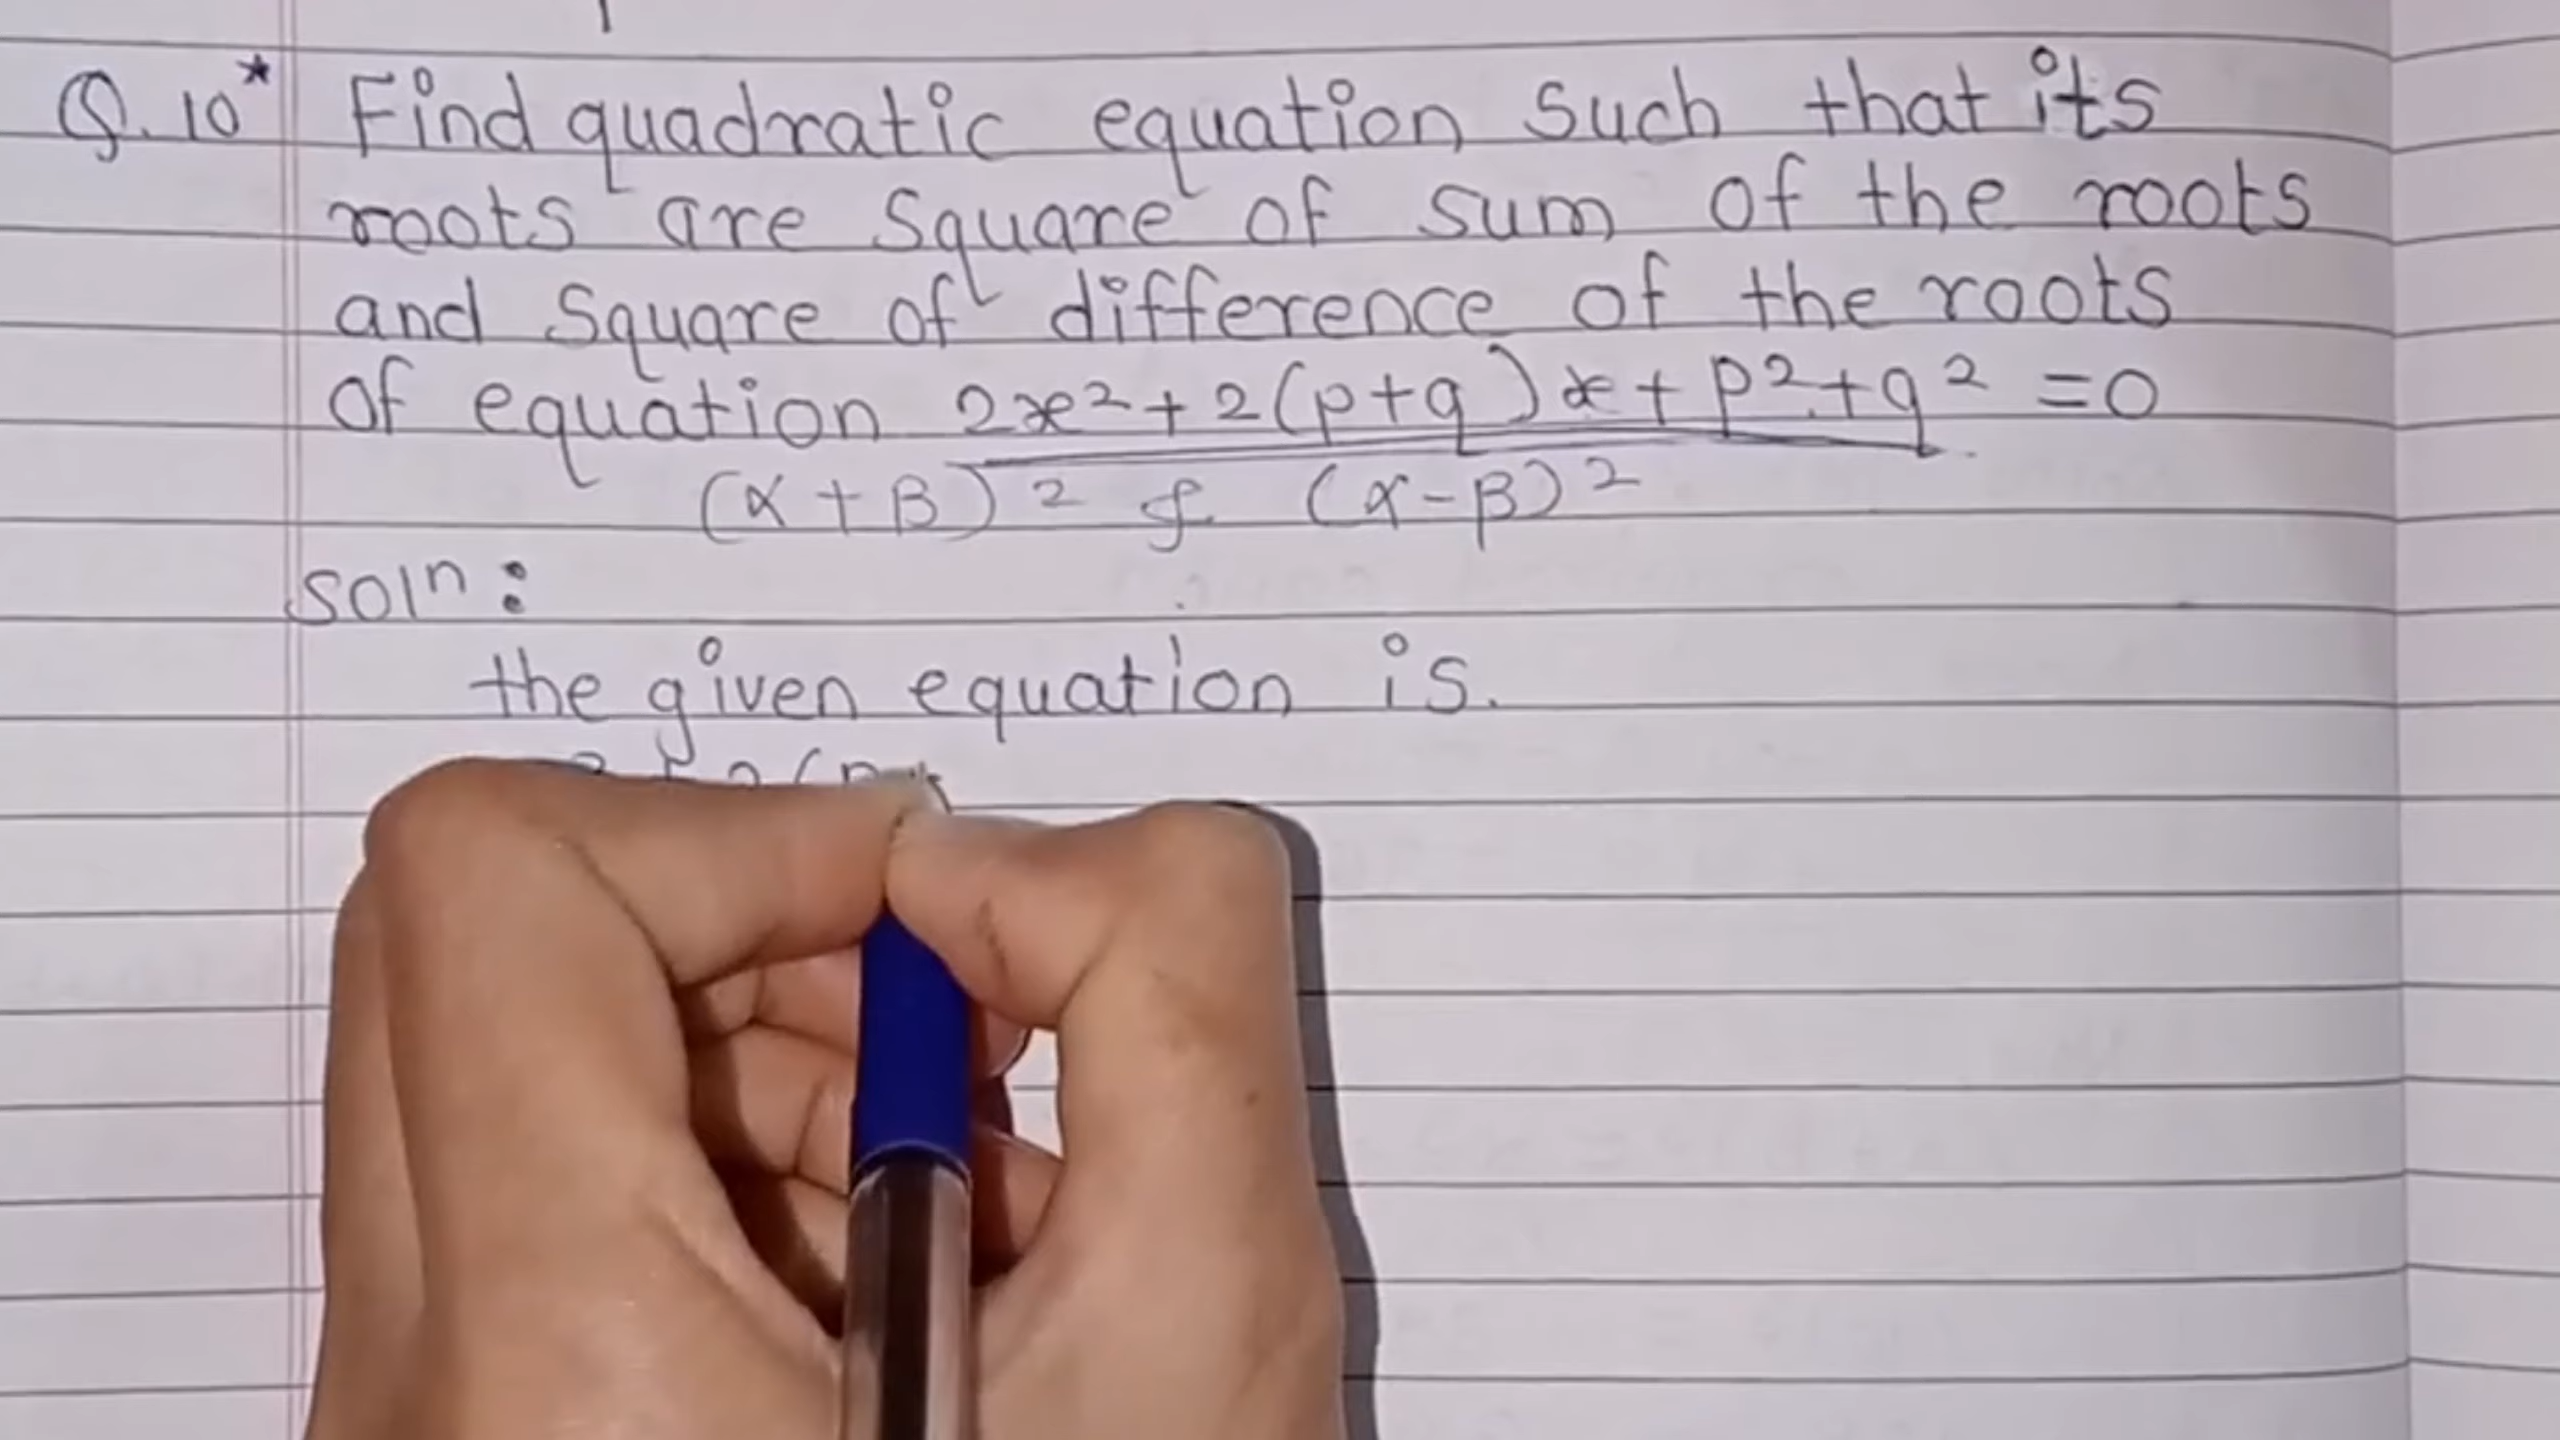 Q.10* Find quadratic equation such that its
roots are square of sum of the roots
and square of difference of the roots
of equation 2x² + 2(p+q)x + p² + q² = 0
(α + β)² & (α - β)²
Solⁿ:
the given equation is.